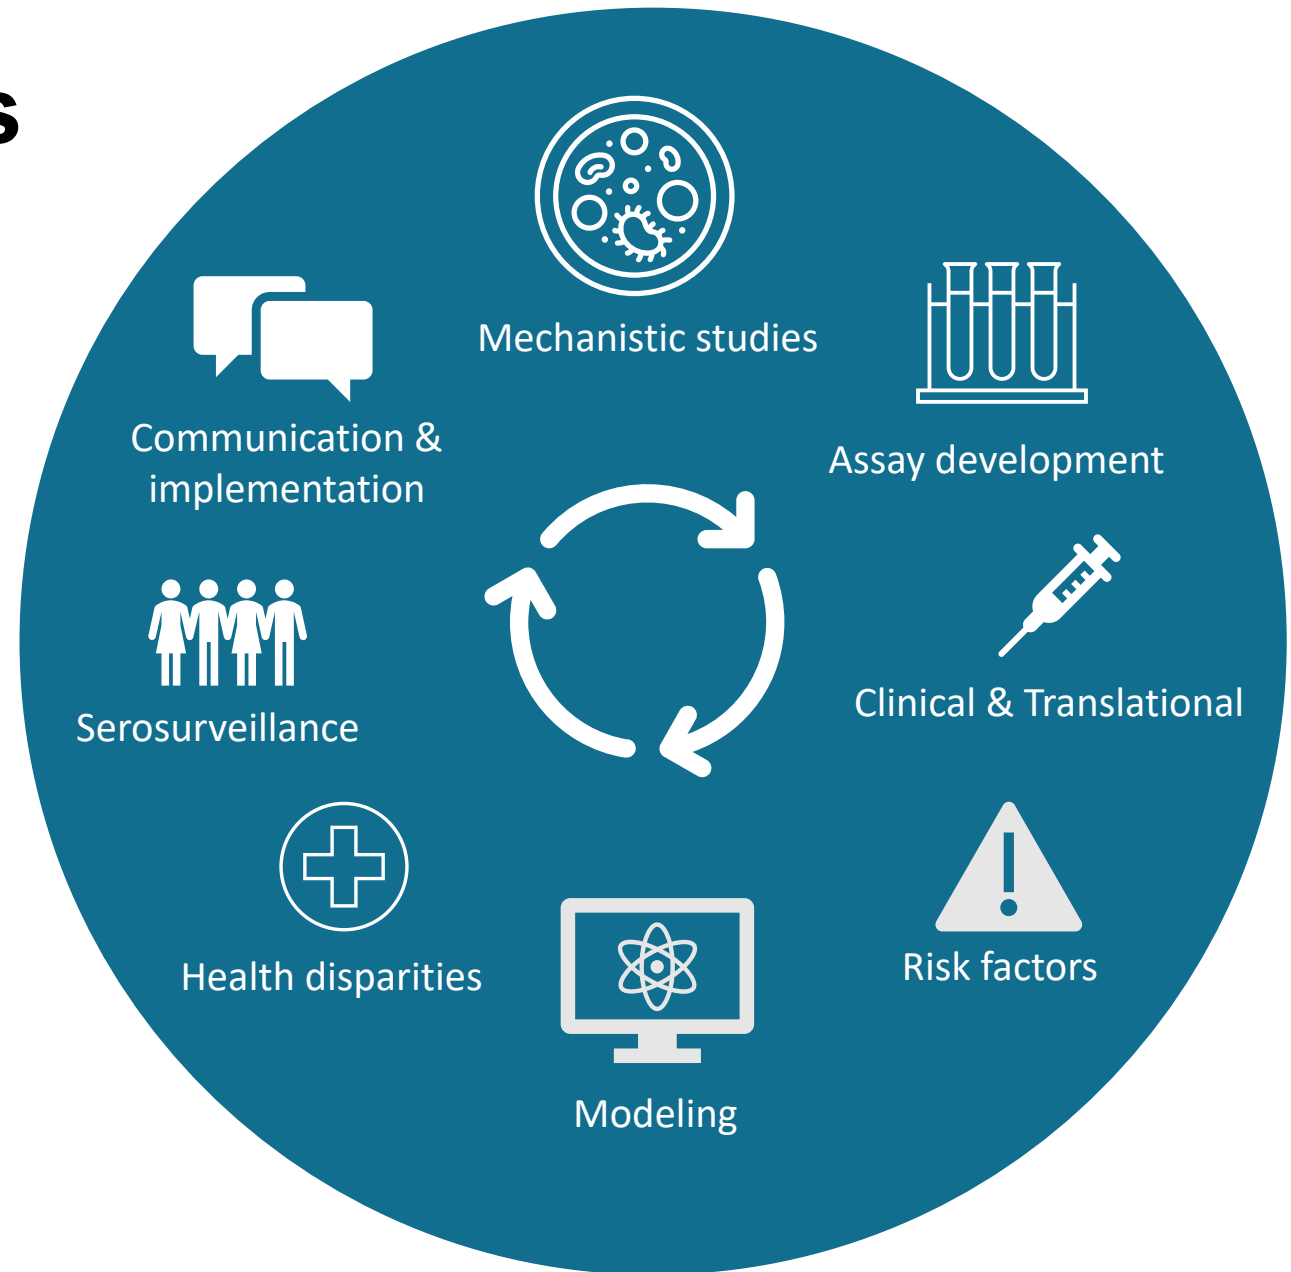 s
Mechanistic studies
Assay development
Clinical & Translational
Risk factors
Modeling
Health disparities
Serosurveillance
Communication &
implementation